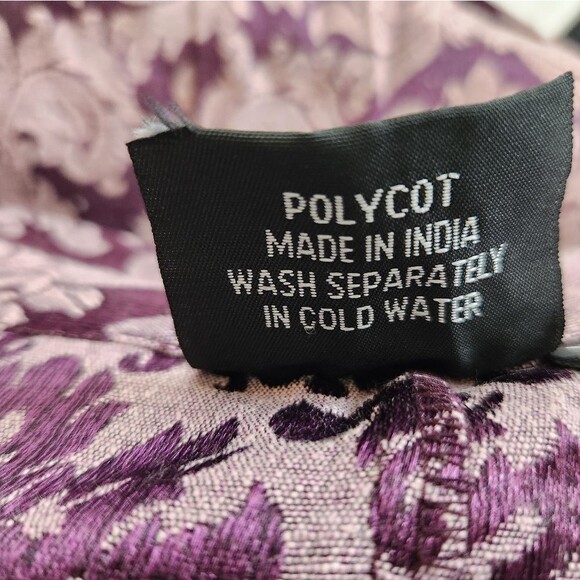 POLYCOT
MADE IN INDIA
WASH SEPARATELY
IN COLD WATER